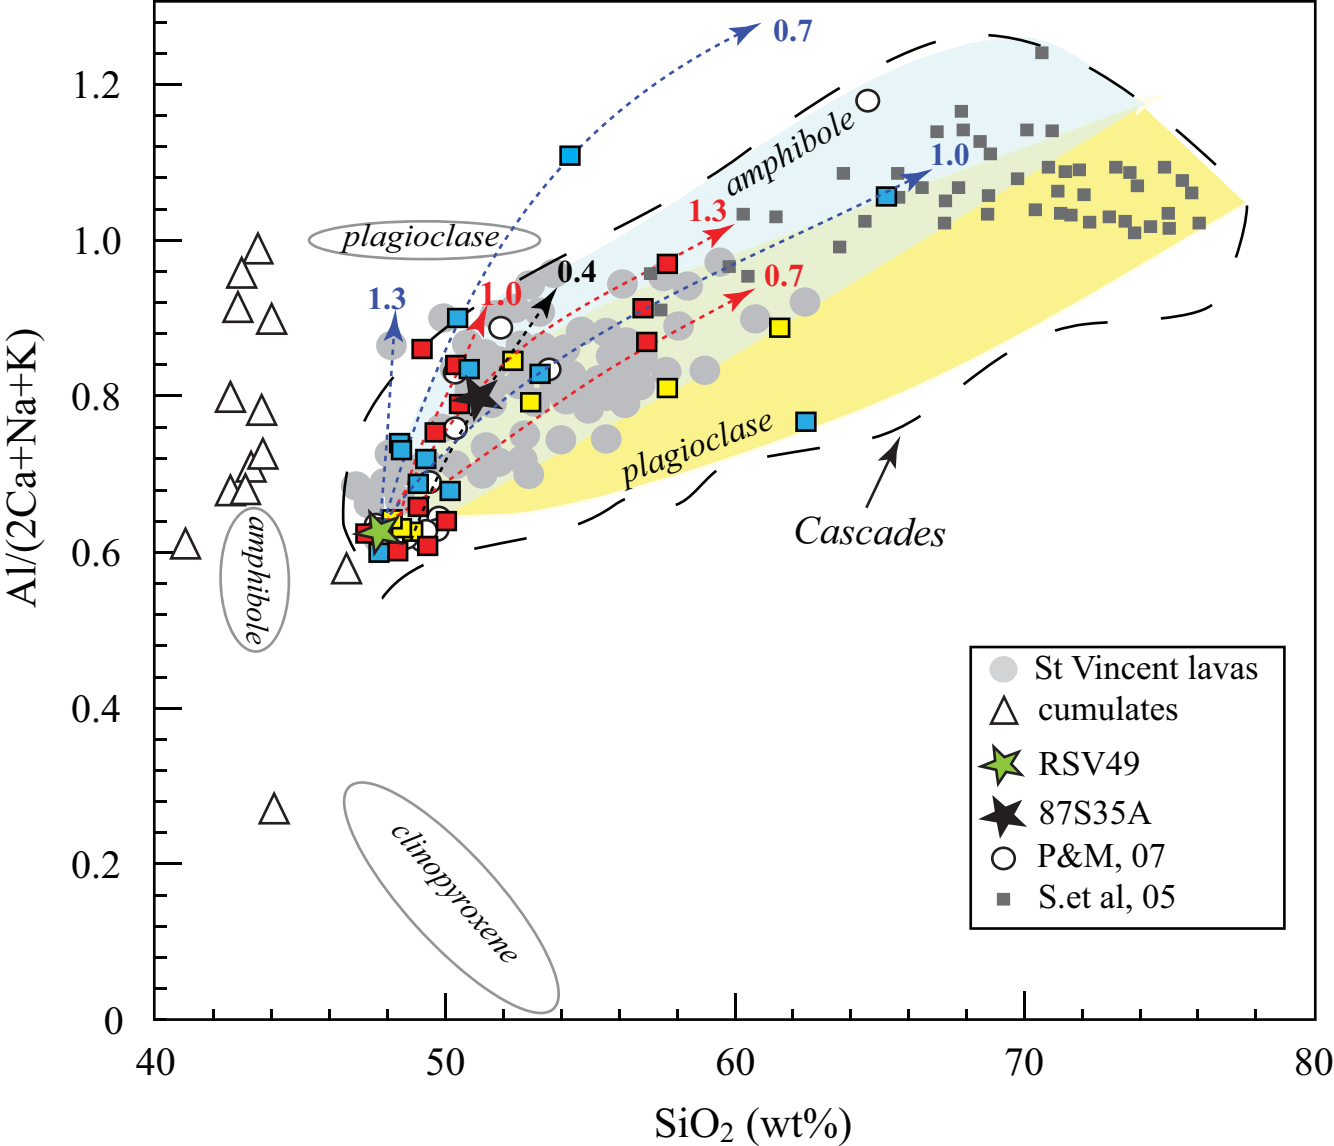 Al/(2Ca+Na+K)
1.2
1.0
0.8
0.6
0.4
0.2
0
0.7
amphibole
1.0
1.3
plagioclase
0.4
0.7
1.3
1.0
plagioclase
Cascades
amphibole
clinopyroxene
St Vincent lavas
cumulates
RSV49
87S35A
P&M, 07
S.et al, 05
40
50
60
70
80
SiO₂ (wt%)